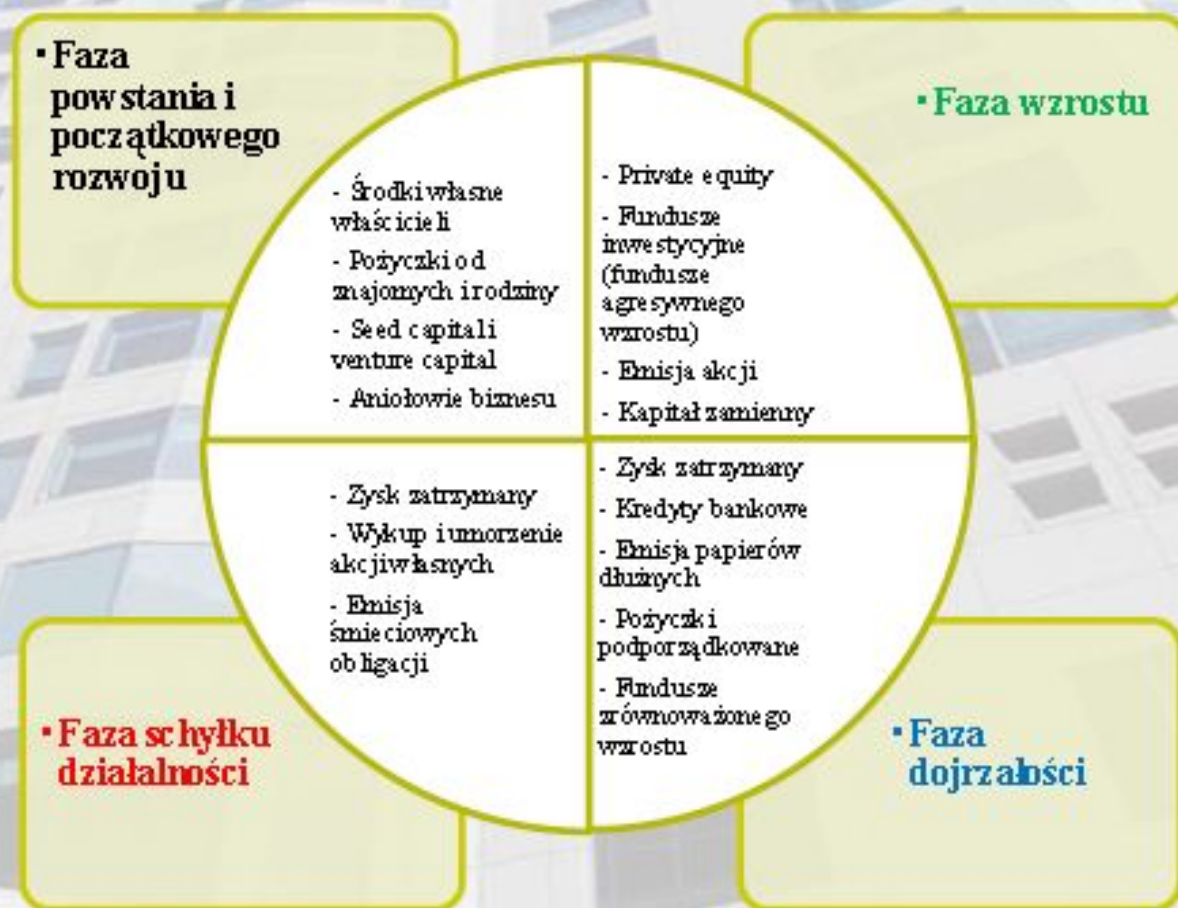 ▪ Faza
powstania i
początkowego
rozwoju
▪ Faza wzrostu
- Środki własne
właścicieli
- Pożyczki od
znajomych i rodziny
- Seed capital i
venture capital
- Aniołowie biznesu
- Private equity
- Fundusze
inwestycyjne
(fundusze
agresywnego
wzrostu)
- Emisja akcji
- Kapitał zamienny
- Zysk zatrzymany
- Wykup i umorzenie
akcji własnych
- Emisja
śmieciowych
obligacji
- Zysk zatrzymany
- Kredyty bankowe
- Emisja papierów
dłużnych
- Pożyczki
podporządkowane
- Fundusze
zrównoważonego
wzrostu
▪ Faza schyłku
działalności
▪ Faza
dojrzałości